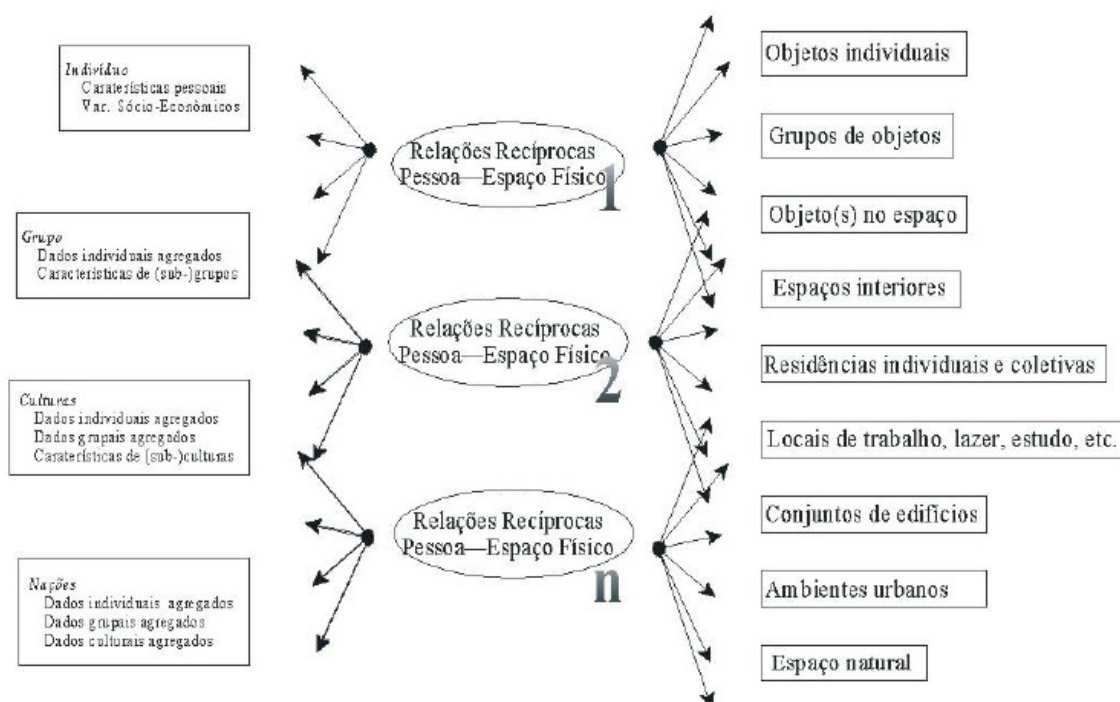 Indivíduo
Caraterísticas pessoais
Var. Sócio-Econômicos
Grupo
Dados individuais agregados
Características de (sub-)grupos
Culturas
Dados individuais agregados
Dados grupais agregados
Caraterísticas de (sub-)culturas
Nações
Dados individuais agregados
Dados grupais agregados
Dados culturais agregados
Relações Recíprocas
Pessoa—Espaço Físico
1
Relações Recíprocas
Pessoa—Espaço Físico
2
Relações Recíprocas
Pessoa—Espaço Físico
n
Objetos individuais
Grupos de objetos
Objeto(s) no espaço
Espaços interiores
Residências individuais e coletivas
Locais de trabalho, lazer, estudo, etc.
Conjuntos de edifícios
Ambientes urbanos
Espaço natural